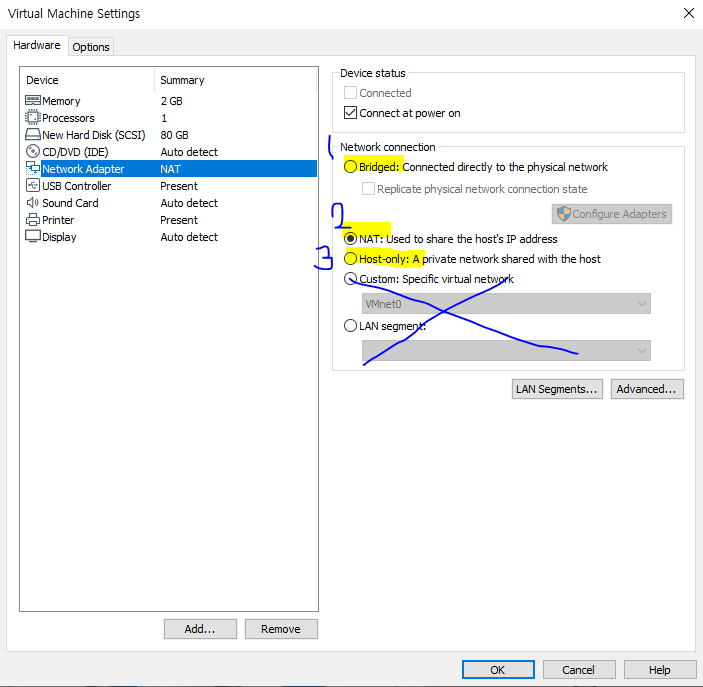 Virtual Machine Settings
Hardware
Options
Device Summary
Memory 2 GB
Processors 1
New Hard Disk (SCSI) 80 GB
CD/DVD (IDE) Auto detect
Network Adapter NAT
USB Controller Present
Sound Card Auto detect
Printer Present
Display Auto detect
Add...
Remove
Device status
Connected
Connect at power on
Network connection
1
Bridged: Connected directly to the physical network
Replicate physical network connection state
Configure Adapters
2
NAT: Used to share the host's IP address
3
Host-only: A private network shared with the host
Custom: Specific virtual network
VMnet0
LAN segment:
LAN Segments...
Advanced...
OK
Cancel
Help